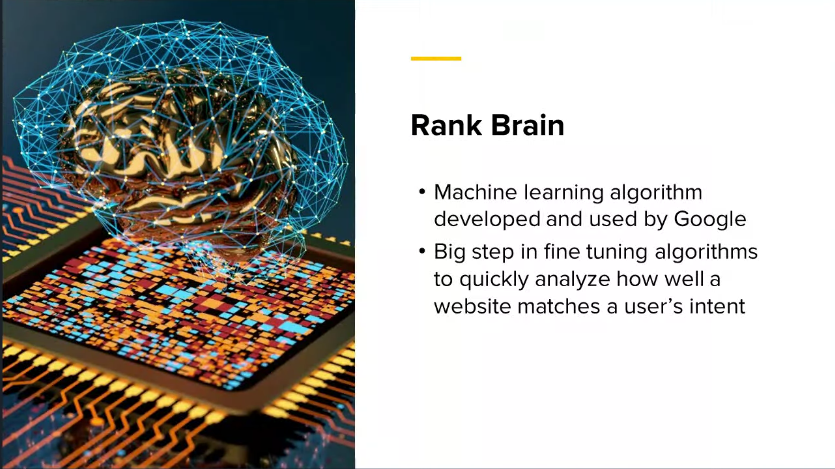 Rank Brain
• Machine learning algorithm
developed and used by Google
• Big step in fine tuning algorithms
to quickly analyze how well a
website matches a user's intent